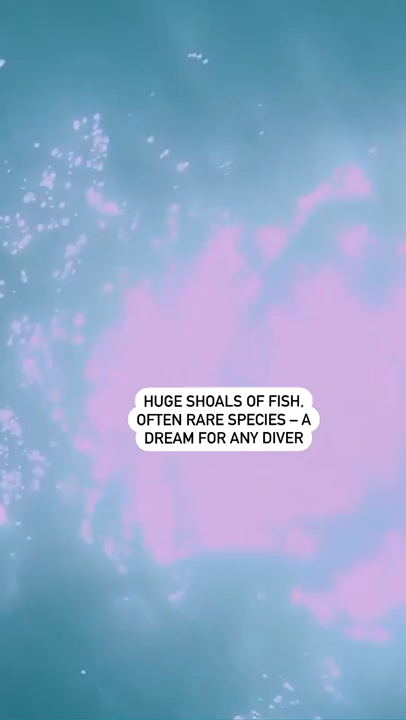 HUGE SHOALS OF FISH,
OFTEN RARE SPECIES – A
DREAM FOR ANY DIVER